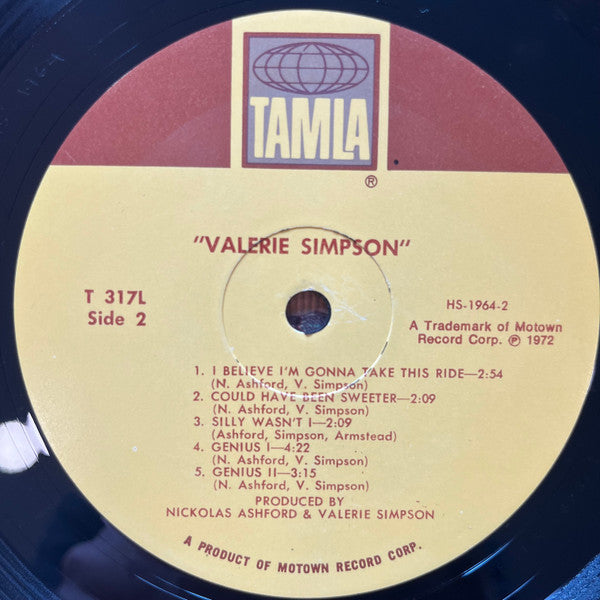 TAMLA
®
"VALERIE SIMPSON"
T 317L
Side 2
HS-1964-2
A Trademark of Motown
Record Corp. ℗ 1972
1. I BELIEVE I'M GONNA TAKE THIS RIDE—2:54
(N. Ashford, V. Simpson)
2. COULD HAVE BEEN SWEETER—2:09
(N. Ashford, V. Simpson)
3. SILLY WASN'T I—2:09
(Ashford, Simpson, Armstead)
4. GENIUS I—4:22
(N. Ashford, V. Simpson)
5. GENIUS II—3:15
(N. Ashford, V. Simpson)
PRODUCED BY
NICKOLAS ASHFORD & VALERIE SIMPSON
A PRODUCT OF MOTOWN RECORD CORP.